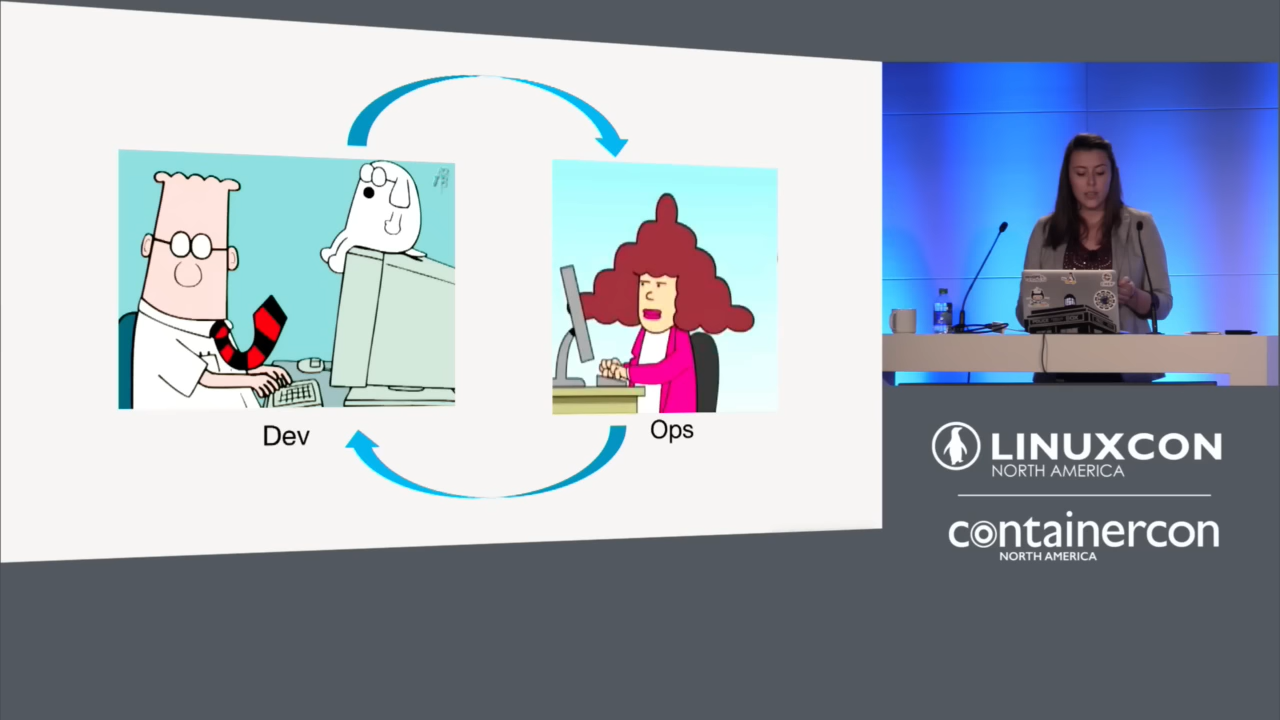 Dev
Ops
LINUXCON
NORTH AMERICA
containercon
NORTH AMERICA